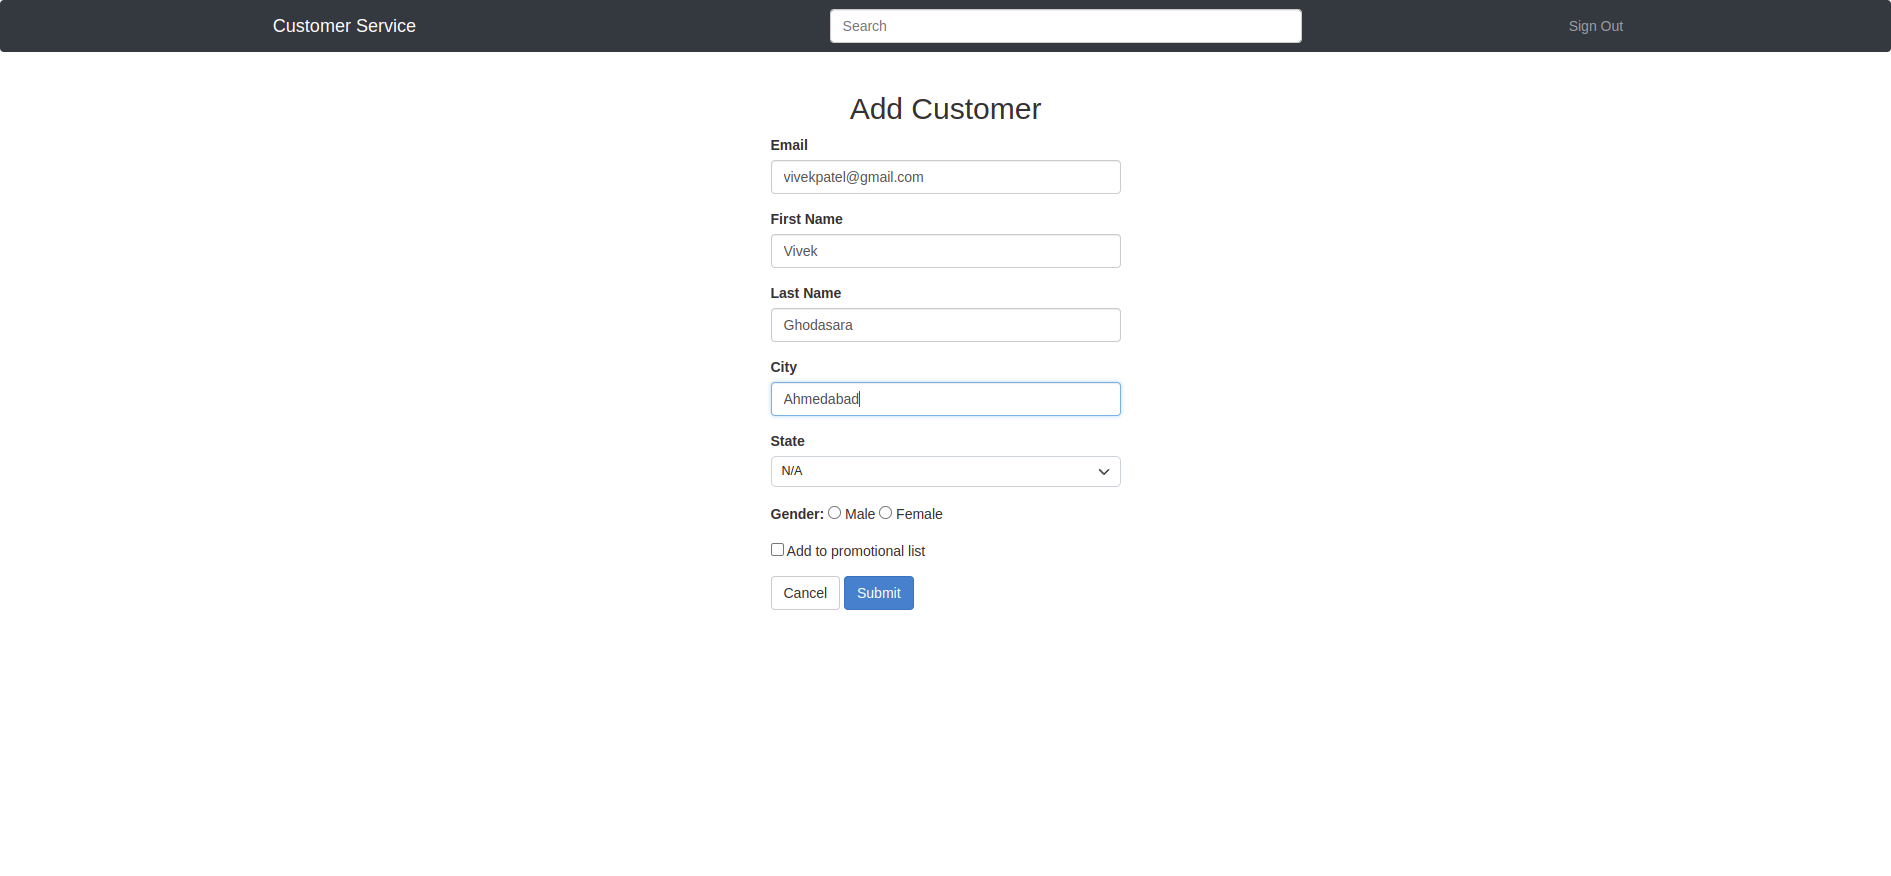 Customer Service
Search
Sign Out
Add Customer
Email
vivekpatel@gmail.com
First Name
Vivek
Last Name
Ghodasara
City
Ahmedabad
State
N/A
Gender: Male Female
Add to promotional list
Cancel Submit